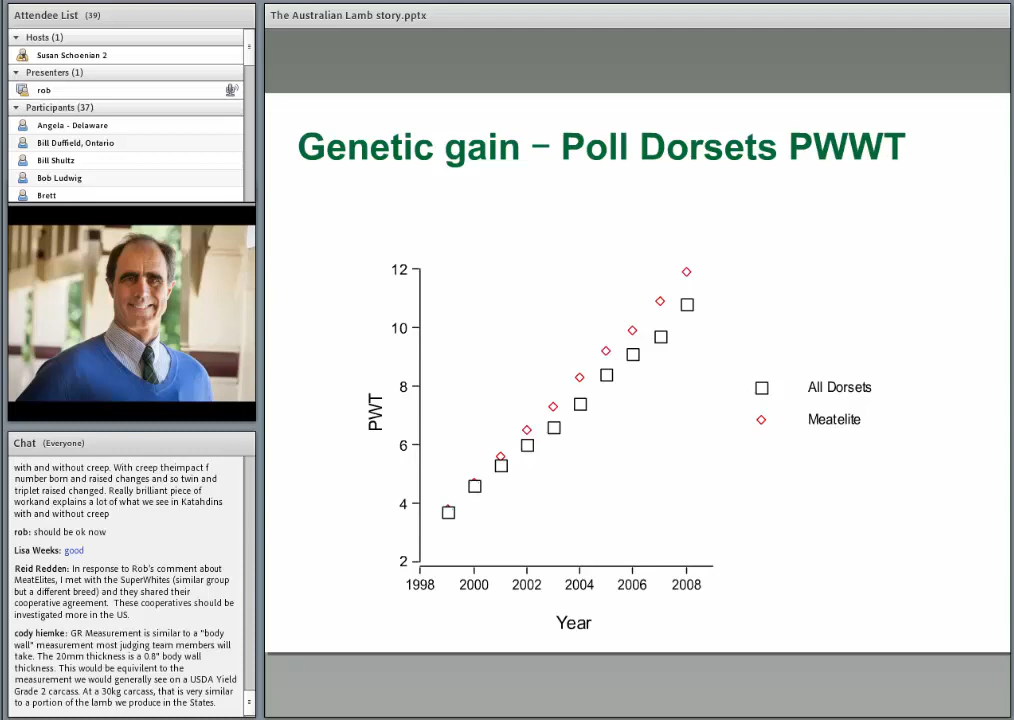 Attendee List (39)
Hosts (1)
Susan Schoenian 2
Presenters (1)
rob
Participants (37)
Angela - Delaware
Bill Duffield, Ontario
Bill Shultz
Bob Ludwig
Brett
Chat (Everyone)
with and without creep. With creep theimpact f
number born and raised changes and so twin and
triplet raised changed. Really brilliant piece of
workand explains a lot of what we see in Katahdins
with and without creep
rob: should be ok now
Lisa Weeks: good
Reid Redden: In response to Rob's comment about
MeatElites, I met with the SuperWhites (similar group
but a different breed) and they shared their
cooperative agreement. These cooperatives should be
investigated more in the US.
cody hiemke: GR Measurement is similar to a "body
wall" measurement most judging team members will
take. The 20mm thickness is a 0.8" body wall
thickness. This would be equivilent to the
measurement we would generally see on a USDA Yield
Grade 2 carcass. At a 30kg carcass, that is very similar
to a portion of the lamb we produce in the States.
The Australian Lamb story.pptx
Genetic gain – Poll Dorsets PWWT
12
10
8
6
4
2
PWT
1998 2000 2002 2004 2006 2008
Year
All Dorsets
Meatelite